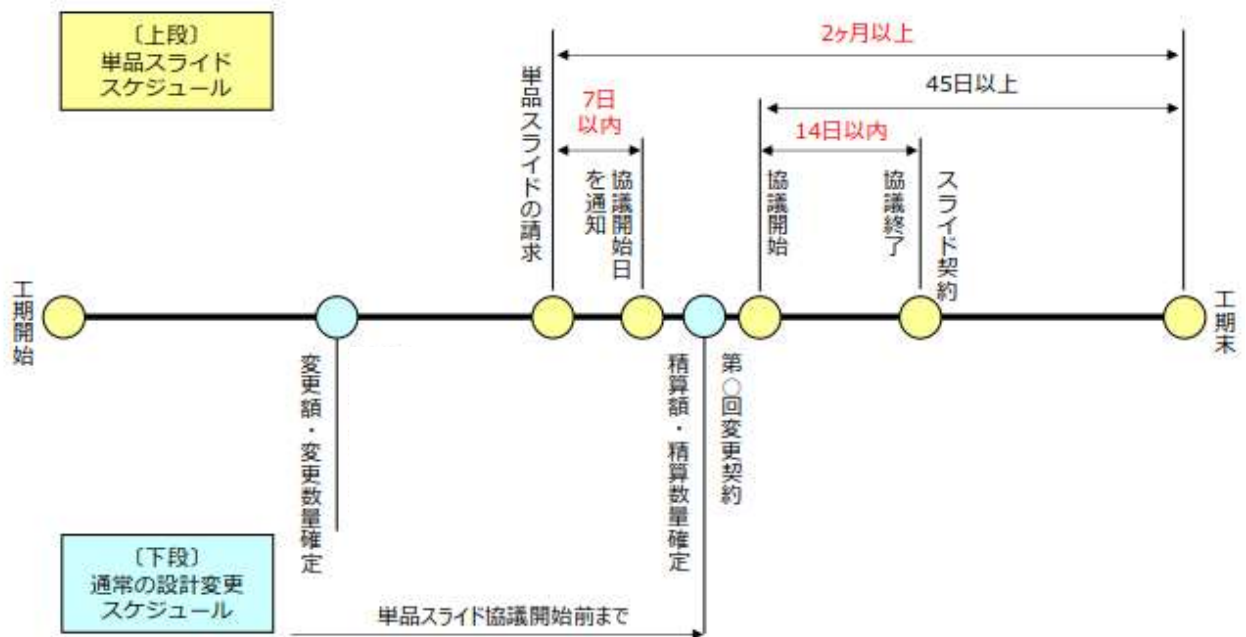 〔上段〕
単品スライド
スケジュール
2ヶ月以上
45日以上
7日
以内
14日以内
単品スライドの請求
協議開始日
を通知
協議開始
協議終了
スライド契約
工期開始
工期末
変更額・変更数量確定
精算額・精算数量確定
第○回変更契約
〔下段〕
通常の設計変更
スケジュール
単品スライド協議開始前まで